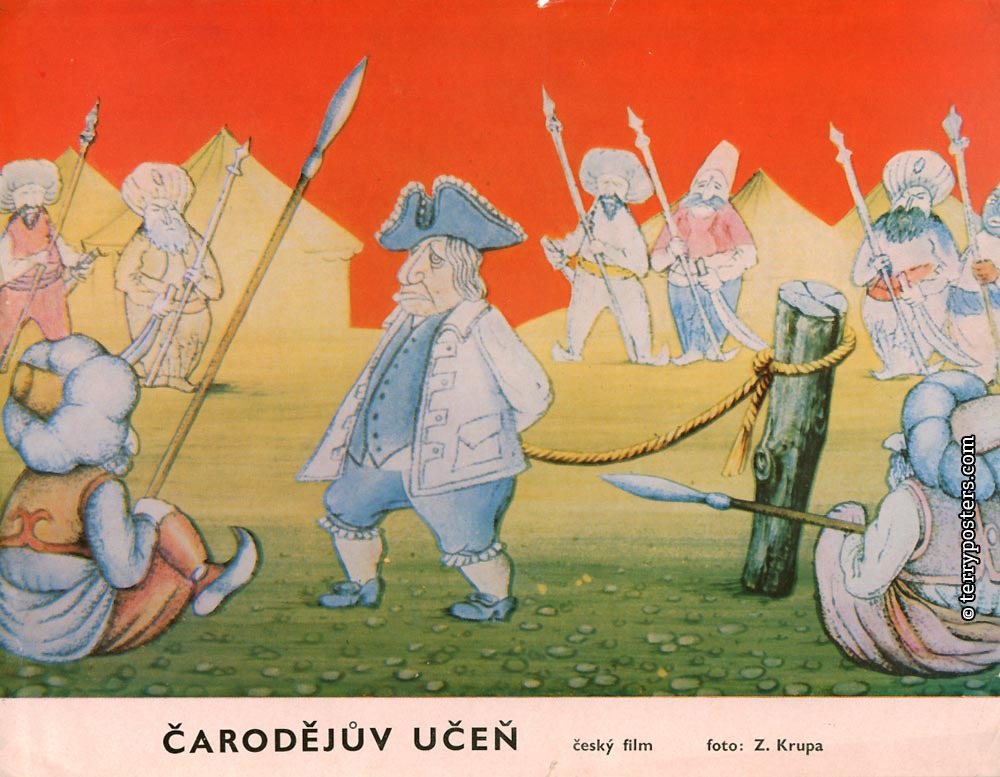 ČARODĚJŮV UČEŇ český film foto: Z. Krupa
© terryposters.com